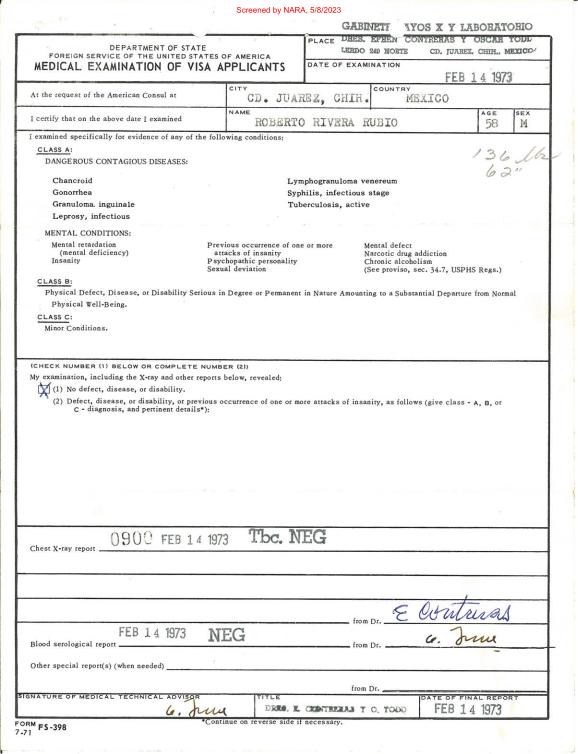 Screened by NARA, 5/8/2023
GABINETE AYOS X Y LABORATORIO
PLACE DRES. EFREN CONTRERAS Y OSCAR TODD
LERDO 249 NORTE CD. JUAREZ, CHIH., MEXICO
DEPARTMENT OF STATE
FOREIGN SERVICE OF THE UNITED STATES OF AMERICA
MEDICAL EXAMINATION OF VISA APPLICANTS
DATE OF EXAMINATION
FEB 14 1973
At the request of the American Consul at
CITY
CD. JUAREZ, CHIH.
COUNTRY
MEXICO
I certify that on the above date I examined
NAME
ROBERTO RIVERA RUBIO
AGE
58
SEX
M
I examined specifically for evidence of any of the following conditions:
136 lbs
62"
CLASS A:
DANGEROUS CONTAGIOUS DISEASES:
Chancroid
Gonorrhea
Granuloma inguinale
Leprosy, infectious
Lymphogranuloma venereum
Syphilis, infectious stage
Tuberculosis, active
MENTAL CONDITIONS:
Mental retardation
(mental deficiency)
Insanity
Previous occurrence of one or more
attacks of insanity
Psychopathic personality
Sexual deviation
Mental defect
Narcotic drug addiction
Chronic alcoholism
(See proviso, sec. 34.7, USPHS Regs.)
CLASS B:
Physical Defect, Disease, or Disability Serious in Degree or Permanent in Nature Amounting to a Substantial Departure from Normal
Physical Well-Being.
CLASS C:
Minor Conditions.
(CHECK NUMBER (1) BELOW OR COMPLETE NUMBER (2))
My examination, including the X-ray and other reports below, revealed:
X (1) No defect, disease, or disability.
(2) Defect, disease, or disability, or previous occurrence of one or more attacks of insanity, as follows (give class - A, B, or
C - diagnosis, and pertinent details*):
Chest X-ray report 0900 FEB 14 1973 Tbc. NEG
from Dr. E Contreras
Blood serological report FEB 14 1973 NEG
Other special report(s) (when needed)
from Dr.
SIGNATURE OF MEDICAL TECHNICAL ADVISOR
TITLE
DRES. E. CONTRERAS Y O. TODD
DATE OF FINAL REPORT
FEB 14 1973
*Continue on reverse side if necessary.
FORM FS-398
7-71